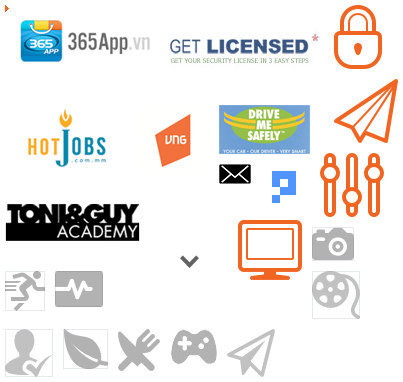 365
APP
365App.vn
GET LICENSED*
GET YOUR SECURITY LICENSE IN 3 EASY STEPS
HOTJOBS
.com.mm
VNG
DRIVE
ME
SAFELY™
YOUR CAR · OUR DRIVER · VERY SMART
TONI&GUY
ACADEMY